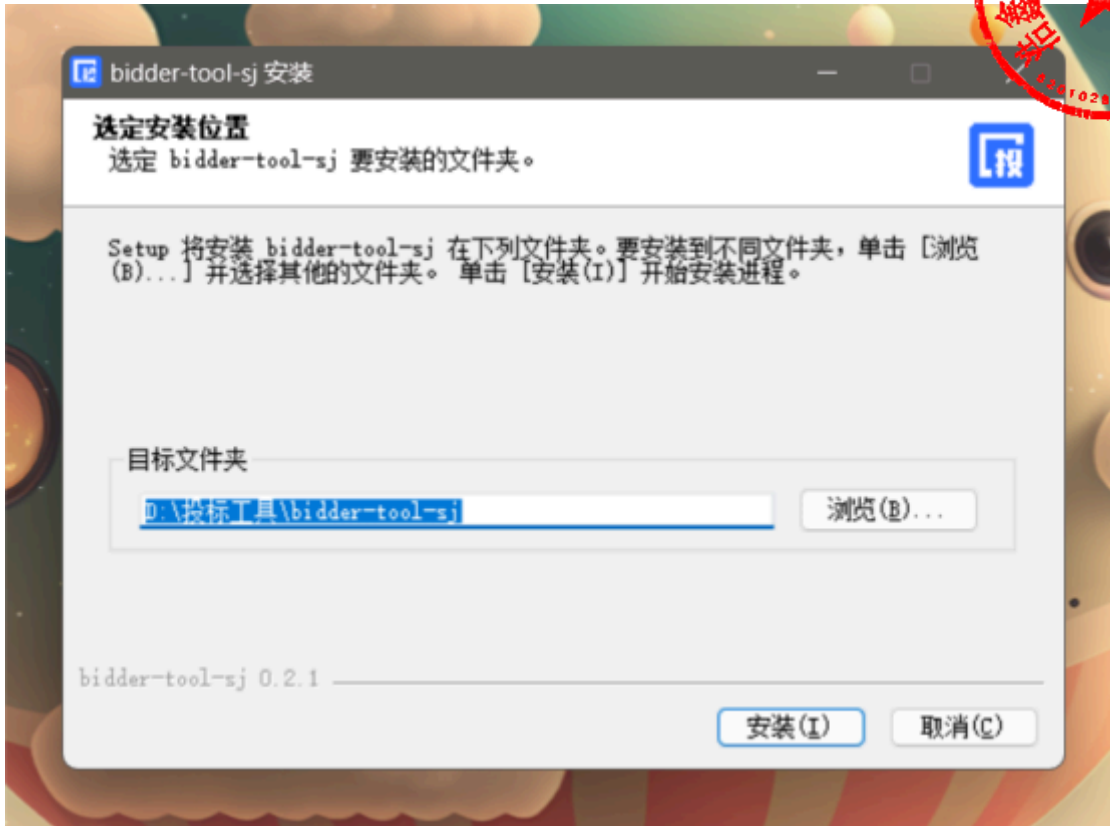 bidder-tool-sj 安装
选定安装位置
选定 bidder-tool-sj 要安装的文件夹。
投
Setup 将安装 bidder-tool-sj 在下列文件夹。要安装到不同文件夹，单击 [浏览
(B)...] 并选择其他的文件夹。 单击 [安装(I)] 开始安装进程。
目标文件夹
D:\投标工具\bidder-tool-sj
浏览(B)...
bidder-tool-sj 0.2.1
安装(I)
取消(C)